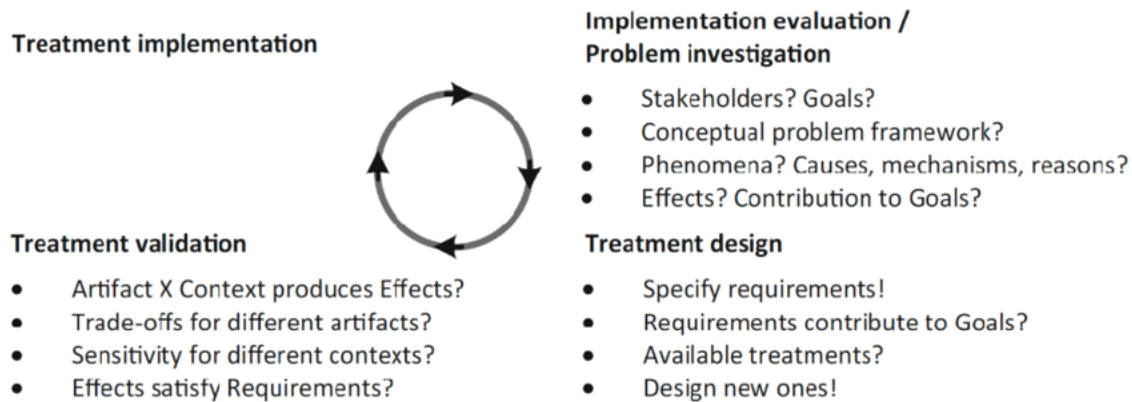 Treatment implementation
Implementation evaluation /
Problem investigation
• Stakeholders? Goals?
• Conceptual problem framework?
• Phenomena? Causes, mechanisms, reasons?
• Effects? Contribution to Goals?
Treatment validation
• Artifact X Context produces Effects?
• Trade-offs for different artifacts?
• Sensitivity for different contexts?
• Effects satisfy Requirements?
Treatment design
• Specify requirements!
• Requirements contribute to Goals?
• Available treatments?
• Design new ones!